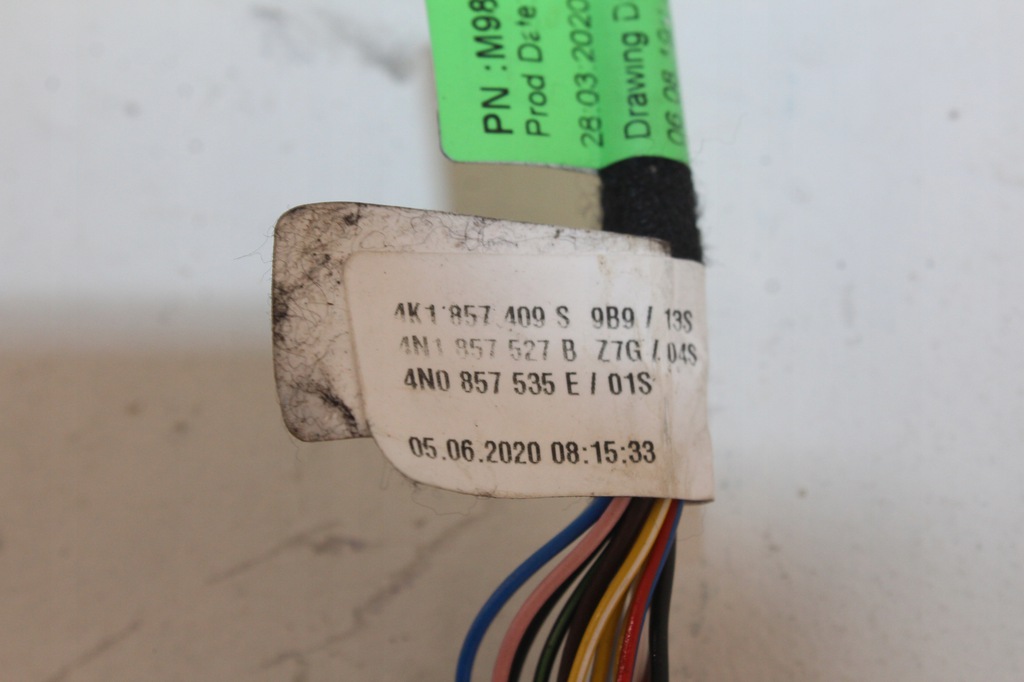 PN :M98
Prod Date
28.03.2020
Drawing D
4K1 857 409 S 9B9 / 13S
4N1 857 527 B Z7G / 04S
4N0 857 535 E / 01S
05.06.2020 08:15:33